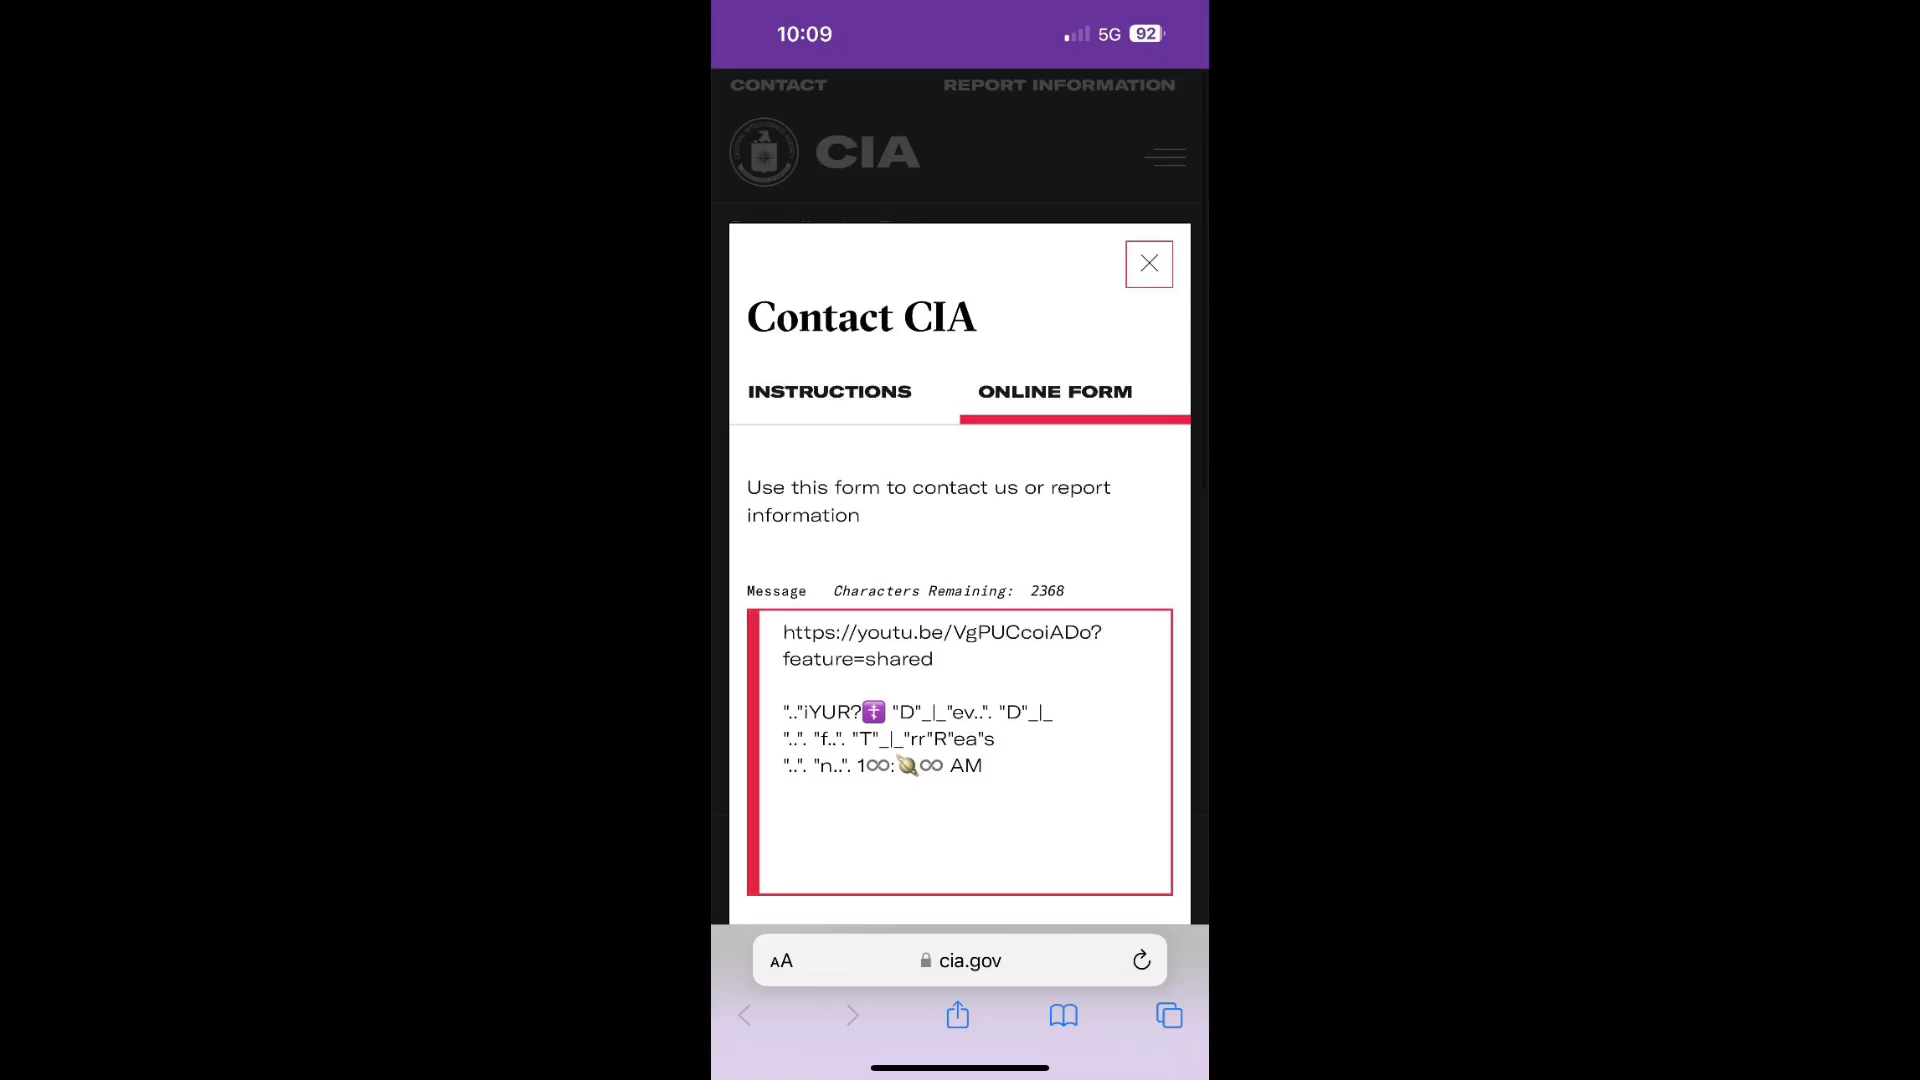 10:09
5G 92
CONTACT REPORT INFORMATION
CIA
Contact CIA
INSTRUCTIONS ONLINE FORM
Use this form to contact us or report
information
Message Characters Remaining: 2368
https://youtu.be/VgPUCcoiADo?
feature=shared
".."¡YUR?☦️ "D"_|_"ev..". "D"_|_
"..". "f..". "T"_|_"rr"R"ea"s
"..". "n..". 1∞:🪐∞ AM
AA cia.gov